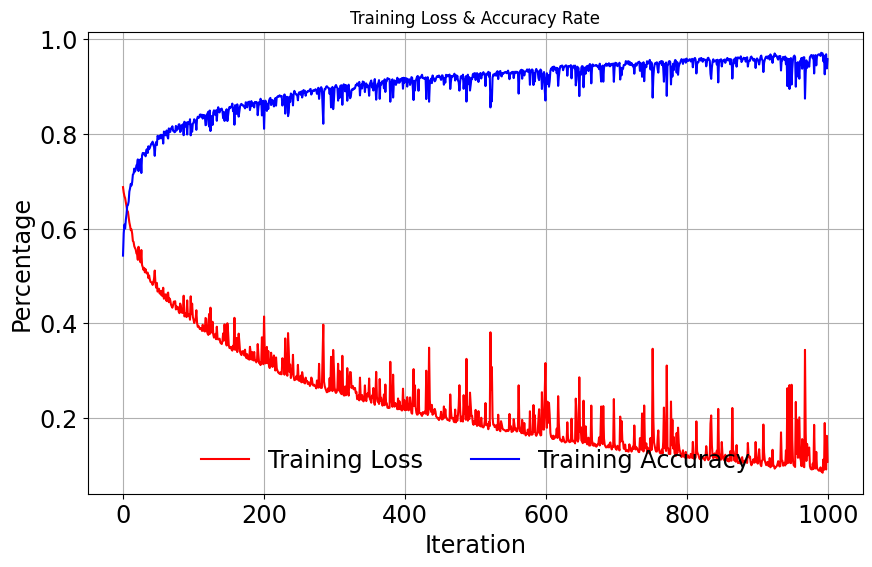 Training Loss & Accuracy Rate
1.0
0.8
0.6
0.4
0.2
Percentage
Training Loss
Training Accuracy
0
200
400
600
800
1000
Iteration